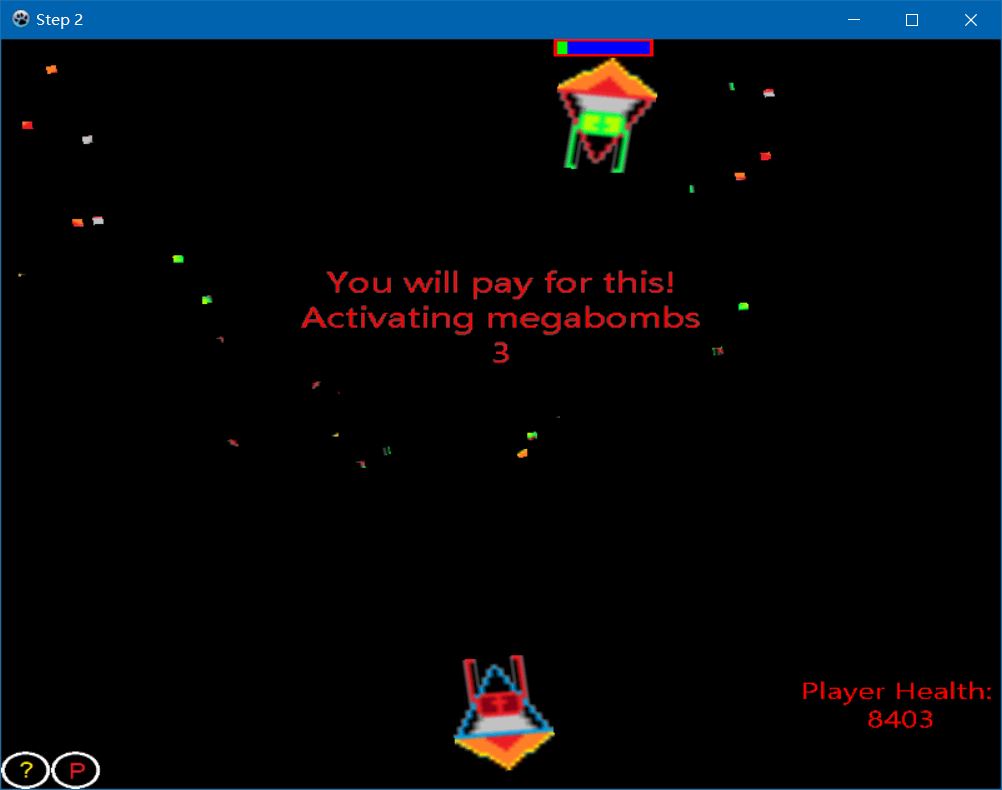 Step 2
You will pay for this!
Activating megabombs
3
Player Health:
8403
? P